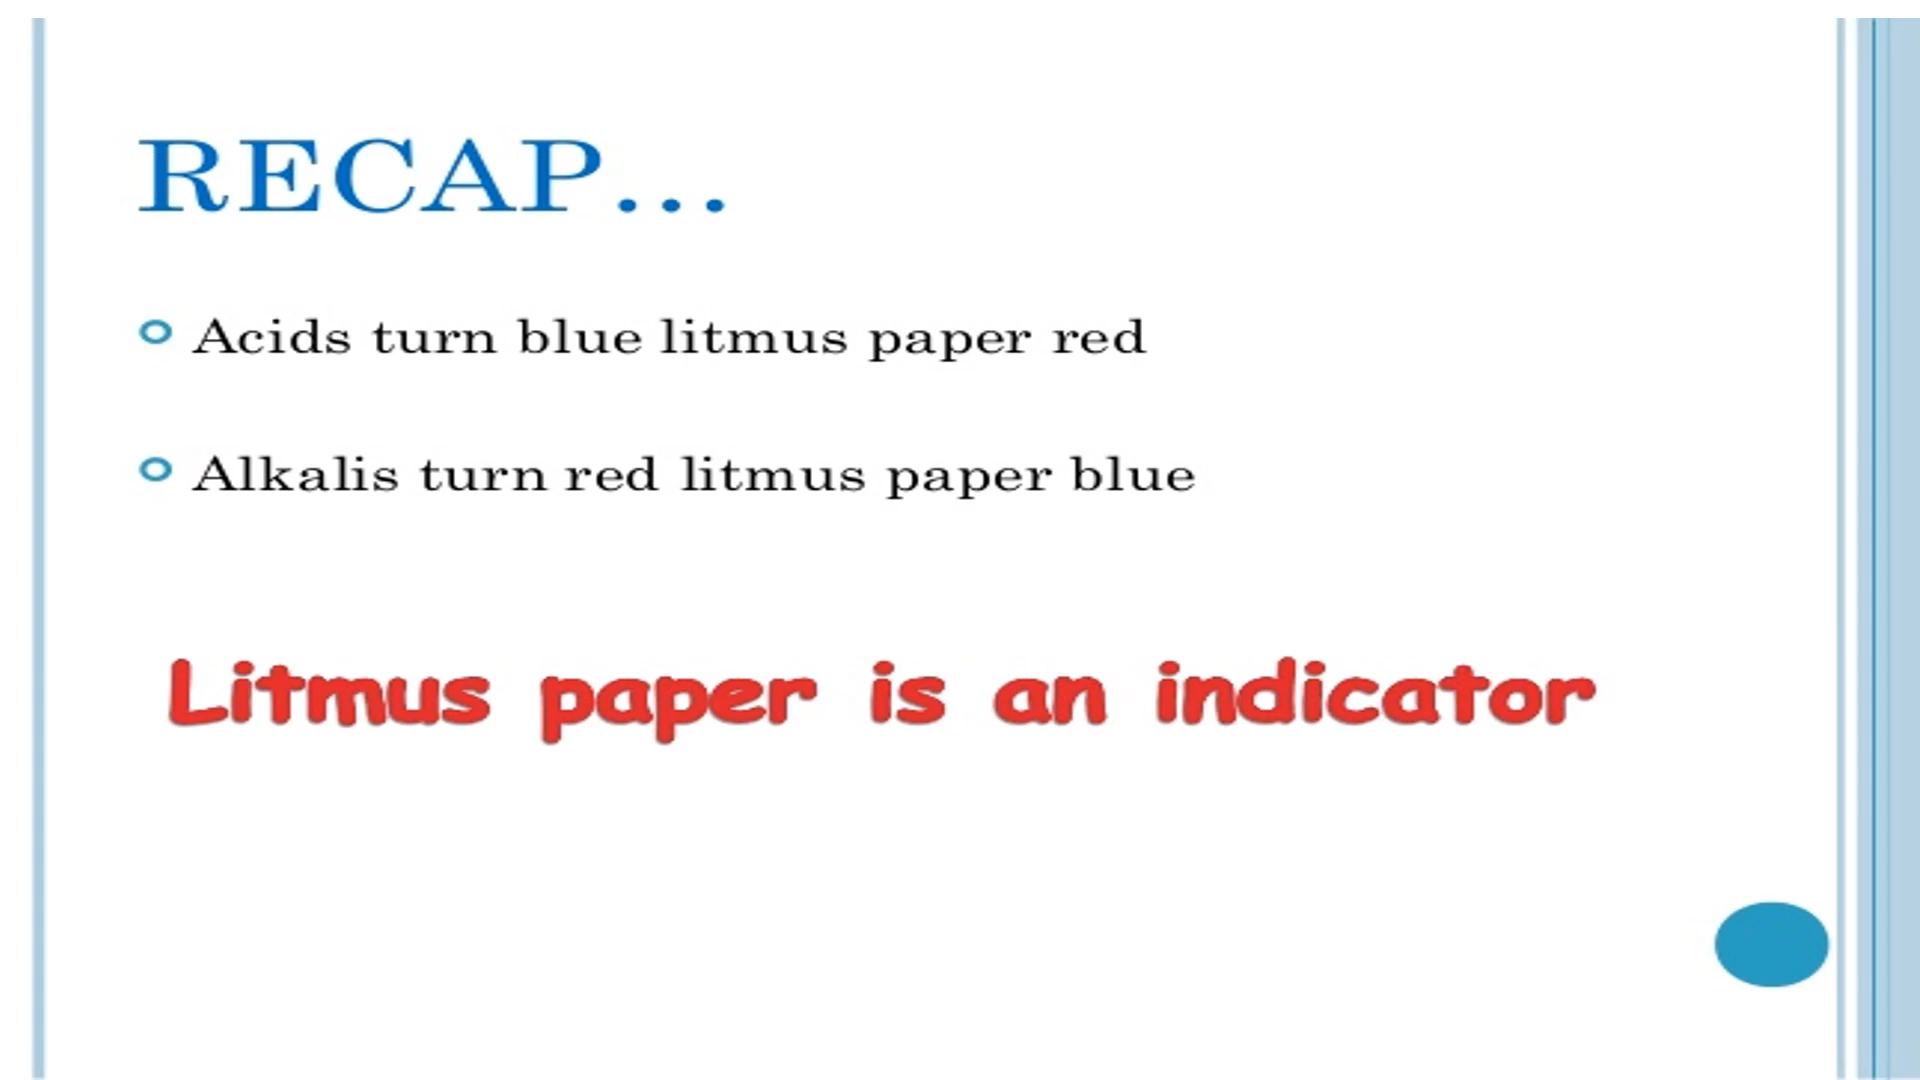 RECAP...
Acids turn blue litmus paper red
Alkalis turn red litmus paper blue
Litmus paper is an indicator